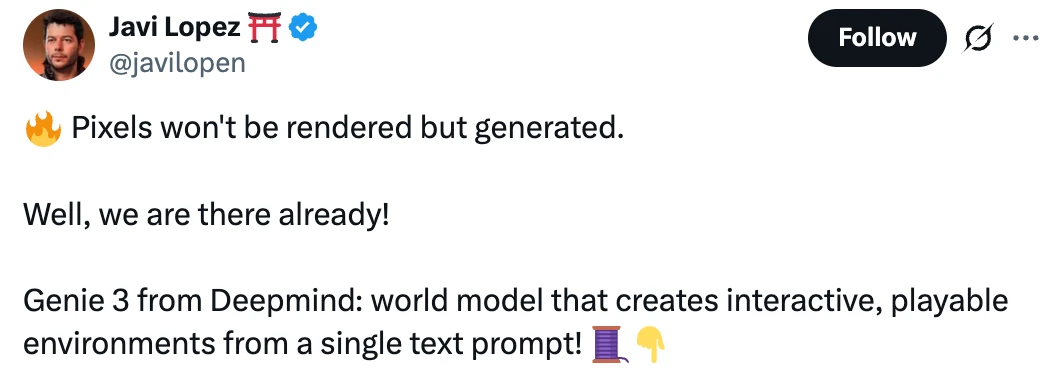 Javi Lopez ⛩️
@javilopen
Follow
🔥 Pixels won't be rendered but generated.
Well, we are there already!
Genie 3 from Deepmind: world model that creates interactive, playable
environments from a single text prompt! 🧵👇